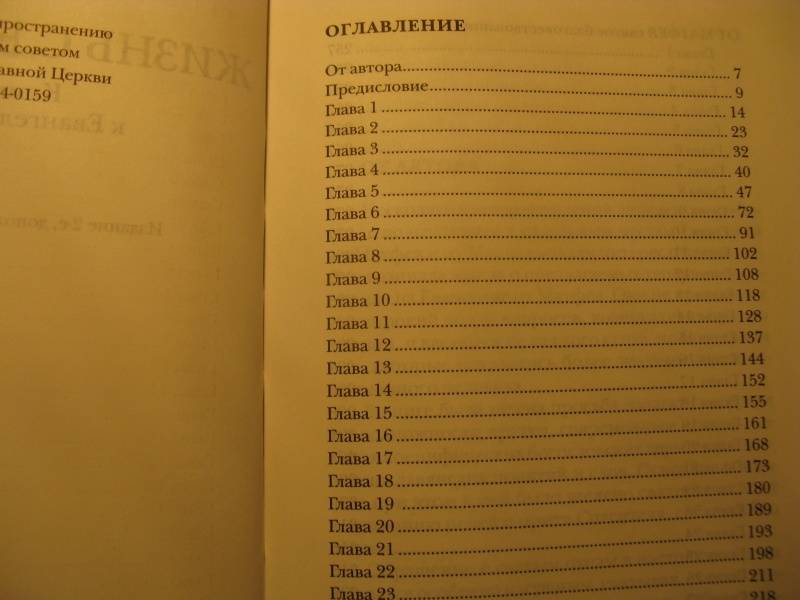 пространению
м советом
авной Церкви
4-0159
ОГЛАВЛЕНИЕ
От автора 7
Предисловие 9
Глава 1 14
Глава 2 23
Глава 3 32
Глава 4 40
Глава 5 47
Глава 6 72
Глава 7 91
Глава 8 102
Глава 9 108
Глава 10 118
Глава 11 128
Глава 12 137
Глава 13 144
Глава 14 152
Глава 15 155
Глава 16 161
Глава 17 168
Глава 18 173
Глава 19 180
Глава 20 189
Глава 21 193
Глава 22 198
Глава 23 211
218